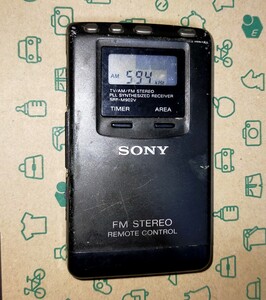 AM 594 kHz
TV/AM/FM STEREO
PLL SYNTHESIZED RECEIVER
SRF-M902V
TIMER AREA
SONY
FM STEREO
REMOTE CONTROL